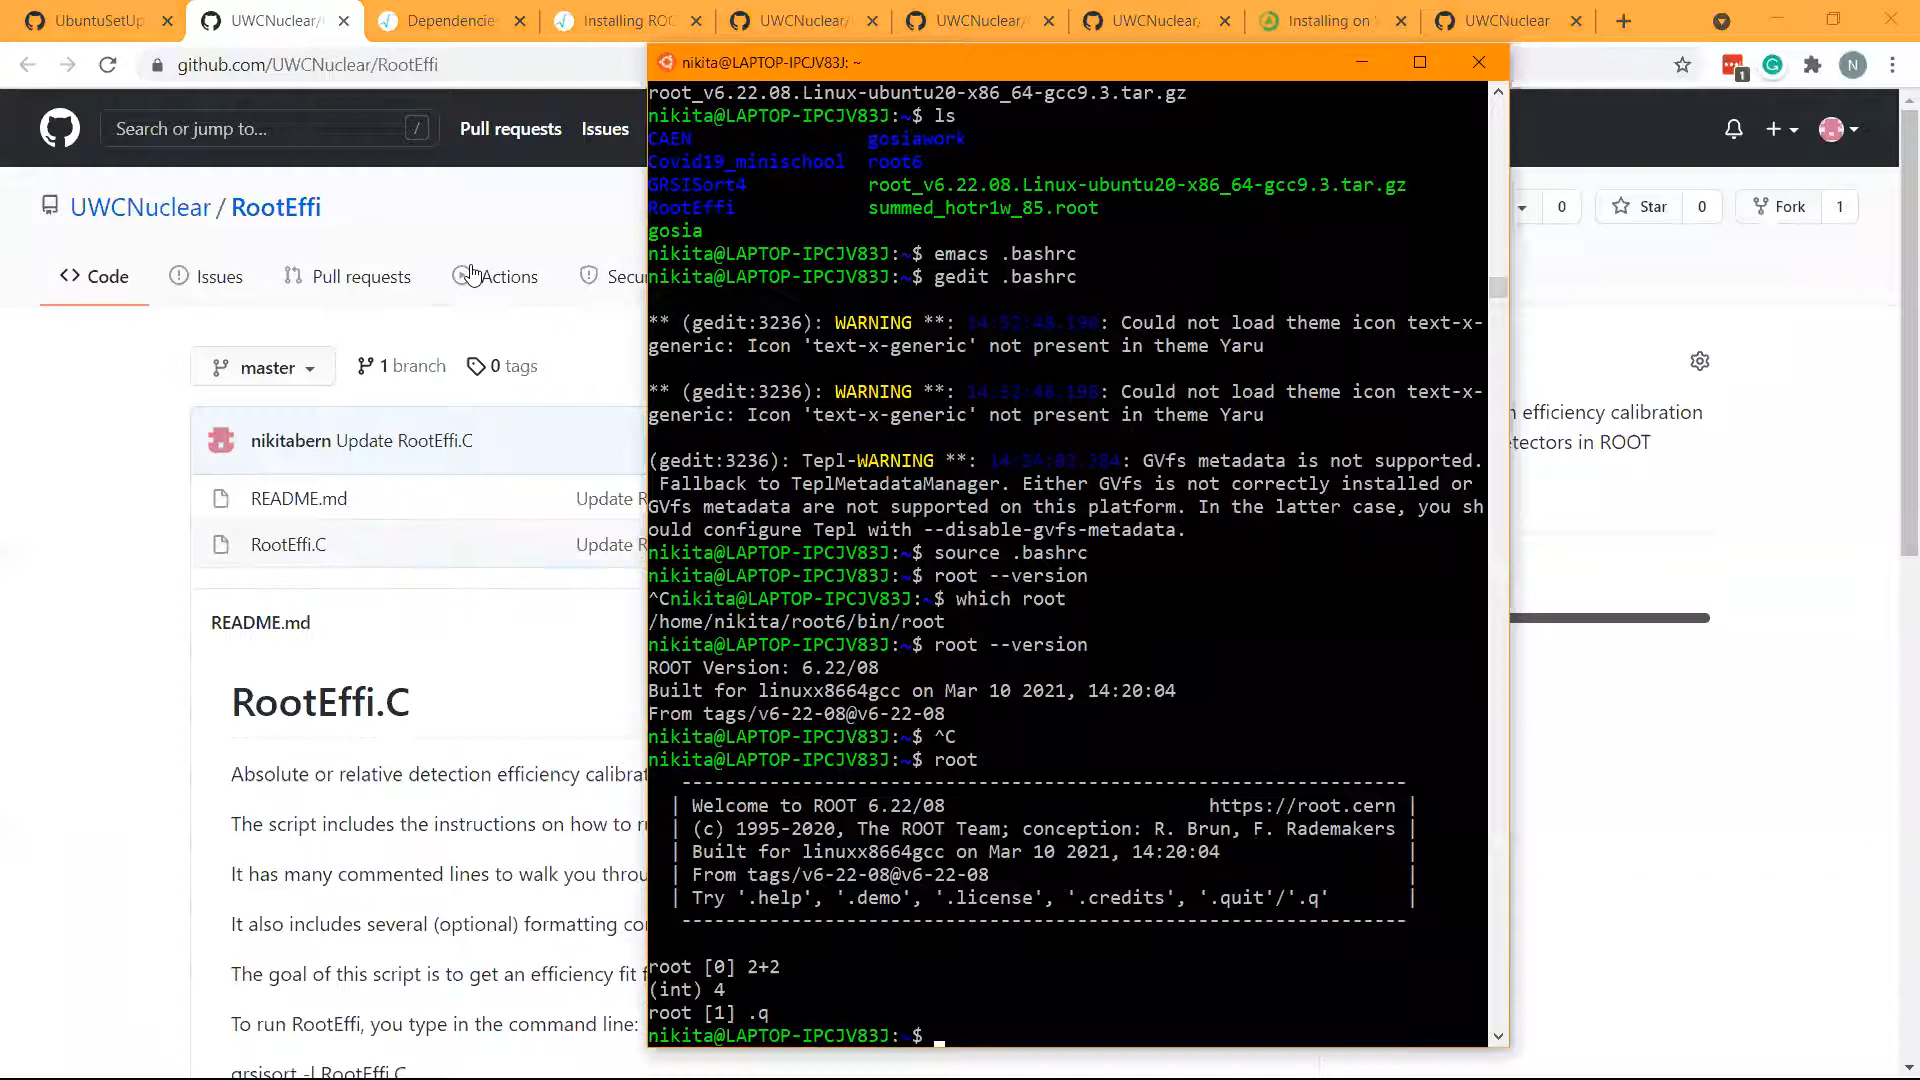 UbuntuSetUp
UWCNuclear/
Dependencie
Installing ROO
UWCNuclear/
UWCNuclear/
UWCNuclear,
Installing on
UWCNuclear
github.com/UWCNuclear/RootEffi
1
N
nikita@LAPTOP-IPCJV83J: ~
Search or jump to...
/
Pull requests
Issues
UWCNuclear / RootEffi
0
Star
0
Fork
1
Code
Issues
Pull requests
Actions
Secu
master
1 branch
0 tags
nikitabern Update RootEffi.C
README.md
Update R
RootEffi.C
Update R
README.md
RootEffi.C
Absolute or relative detection efficiency calibrat
The script includes the instructions on how to ru
It has many commented lines to walk you throu
It also includes several (optional) formatting co
The goal of this script is to get an efficiency fit f
To run RootEffi, you type in the command line:
grsisort -l RootEffi.C
efficiency calibration
etectors in ROOT
root_v6.22.08.Linux-ubuntu20-x86_64-gcc9.3.tar.gz
nikita@LAPTOP-IPCJV83J:~$ ls
CAEN gosiawork
Covid19_minischool root6
GRSISort4 root_v6.22.08.Linux-ubuntu20-x86_64-gcc9.3.tar.gz
RootEffi summed_hotr1w_85.root
gosia
nikita@LAPTOP-IPCJV83J:~$ emacs .bashrc
nikita@LAPTOP-IPCJV83J:~$ gedit .bashrc
** (gedit:3236): WARNING **: : Could not load theme icon text-x-
generic: Icon 'text-x-generic' not present in theme Yaru
** (gedit:3236): WARNING **: : Could not load theme icon text-x-
generic: Icon 'text-x-generic' not present in theme Yaru
(gedit:3236): Tepl-WARNING **: : GVfs metadata is not supported.
Fallback to TeplMetadataManager. Either GVfs is not correctly installed or
GVfs metadata are not supported on this platform. In the latter case, you sh
ould configure Tepl with --disable-gvfs-metadata.
nikita@LAPTOP-IPCJV83J:~$ source .bashrc
nikita@LAPTOP-IPCJV83J:~$ root --version
^Cnikita@LAPTOP-IPCJV83J:~$ which root
/home/nikita/root6/bin/root
nikita@LAPTOP-IPCJV83J:~$ root --version
ROOT Version: 6.22/08
Built for linuxx8664gcc on Mar 10 2021, 14:20:04
From tags/v6-22-08@v6-22-08
nikita@LAPTOP-IPCJV83J:~$ ^C
nikita@LAPTOP-IPCJV83J:~$ root
------------------------------------------------------------------
| Welcome to ROOT 6.22/08 https://root.cern |
| (c) 1995-2020, The ROOT Team; conception: R. Brun, F. Rademakers |
| Built for linuxx8664gcc on Mar 10 2021, 14:20:04 |
| From tags/v6-22-08@v6-22-08 |
| Try '.help', '.demo', '.license', '.credits', '.quit'/'.q' |
------------------------------------------------------------------
root [0] 2+2
(int) 4
root [1] .q
nikita@LAPTOP-IPCJV83J:~$